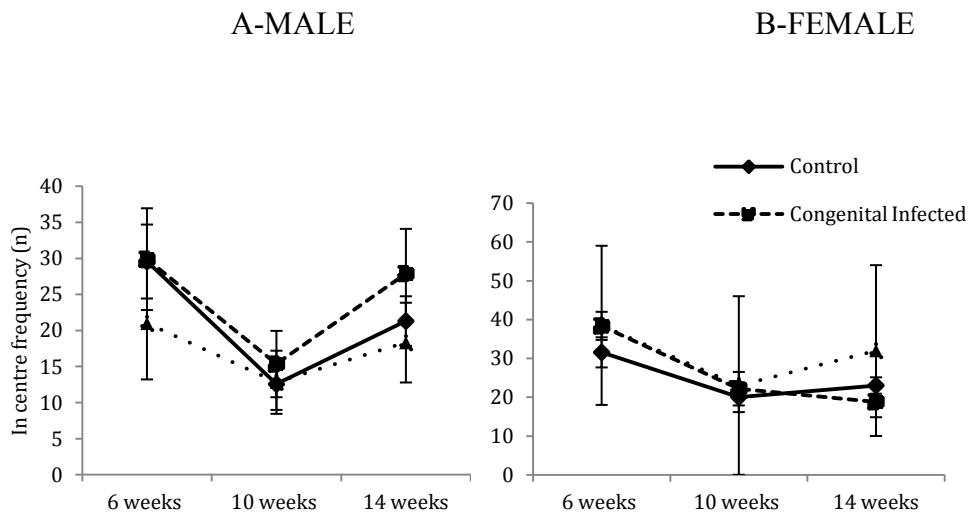 A-MALE
B-FEMALE
Control
Congenital Infected
In centre frequency (n)
40
35
30
25
20
15
10
5
0
6 weeks
10 weeks
14 weeks
70
60
50
40
30
20
10
0
6 weeks
10 weeks
14 weeks